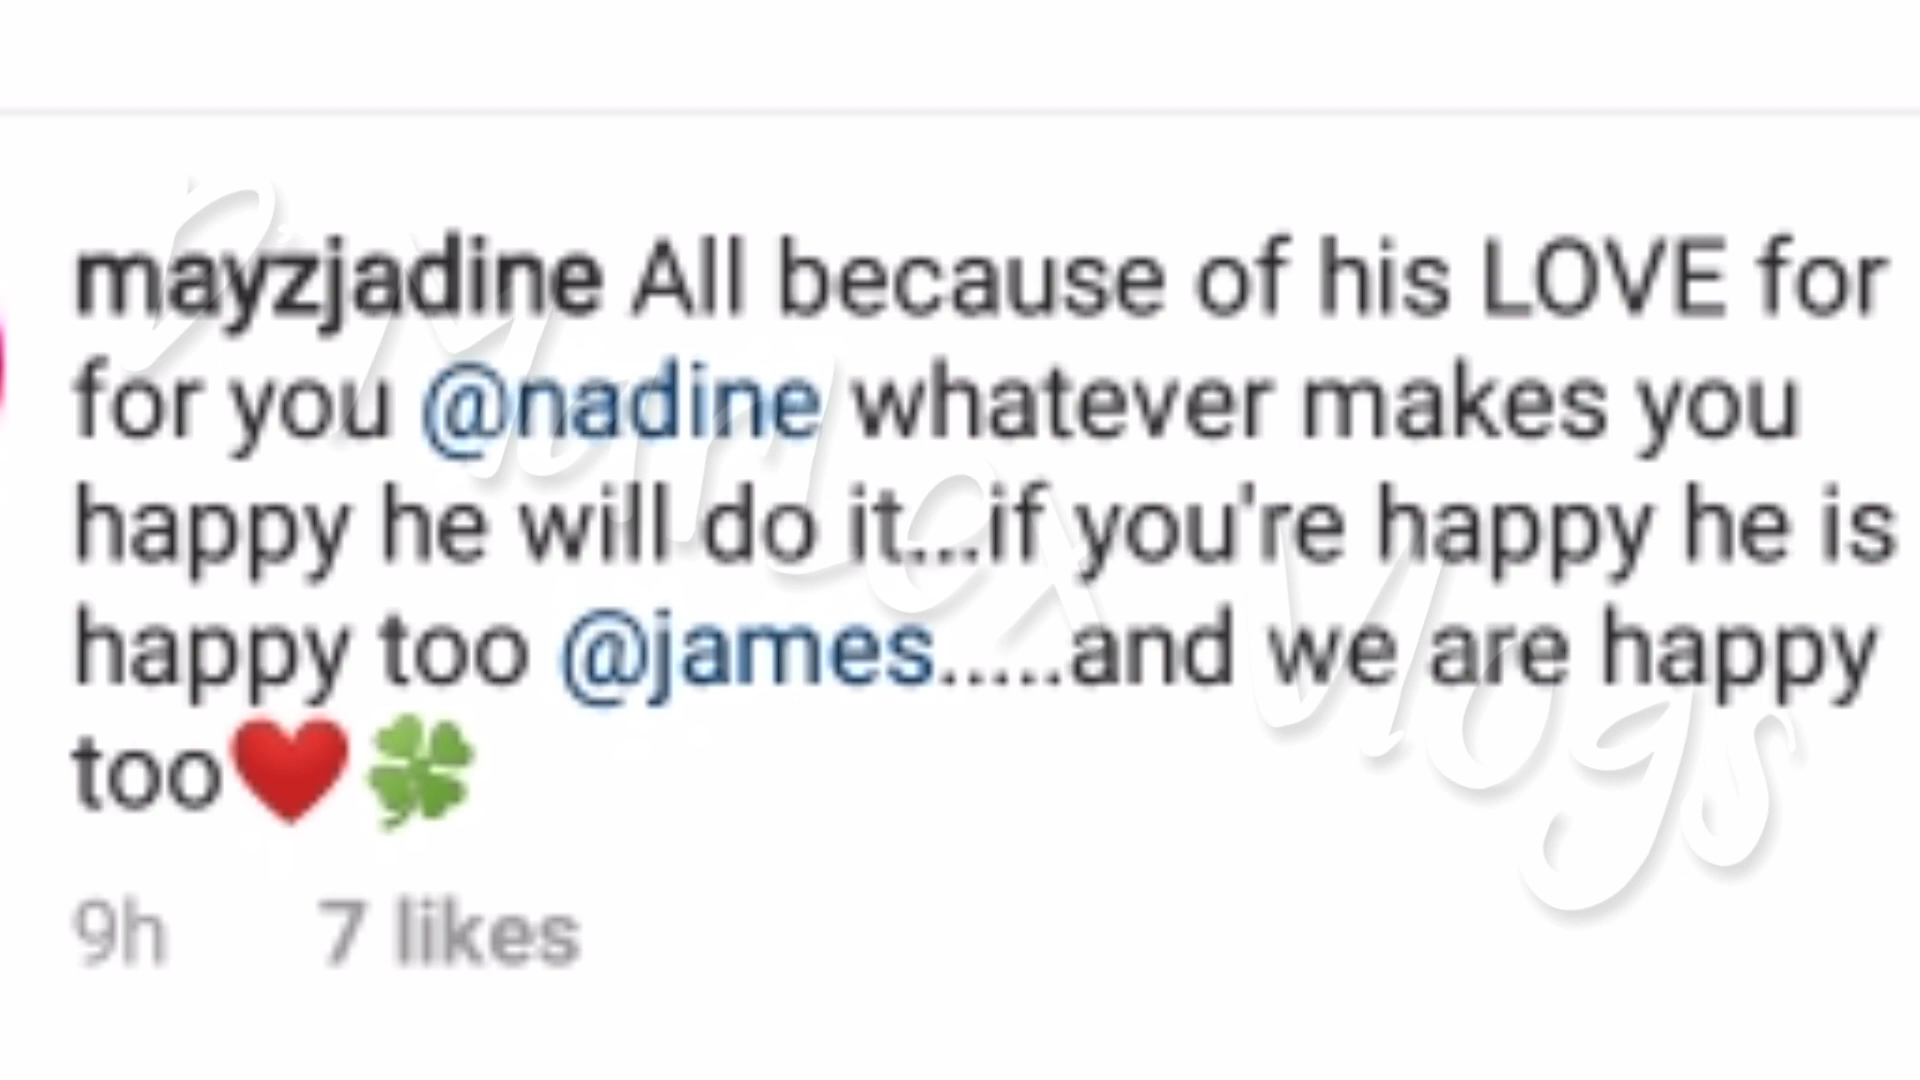 mayzjadine All because of his LOVE for
for you @nadine whatever makes you
happy he will do it...if you're happy he is
happy too @james.....and we are happy
too❤️🍀
9h 7 likes
Vlogs